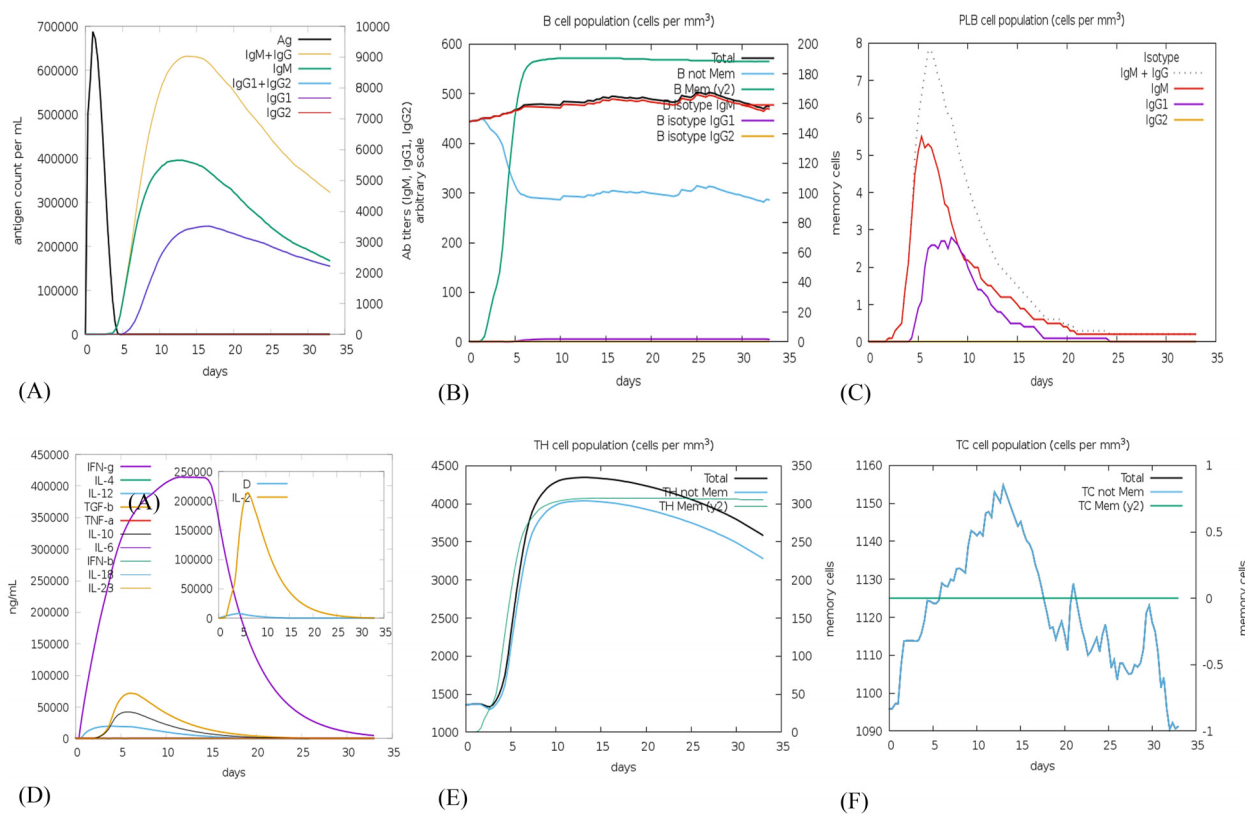 700000
600000
500000
400000
300000
200000
100000
0
antigen count per mL
10000
9000
8000
7000
6000
5000
4000
3000
2000
1000
0
Ab titers (IgM, IgG1, IgG2)
arbitrary scale
Ag
IgM+IgG
IgM
IgG1+IgG2
IgG1
IgG2
0 5 10 15 20 25 30 35
days
(A)
B cell population (cells per mm³)
600
500
400
300
200
100
0
200
180
160
140
120
100
80
60
40
20
0
Total
B not Mem
B Mem (y2)
B isotype IgM
B isotype IgG1
B isotype IgG2
0 5 10 15 20 25 30 35
days
(B)
PLB cell population (cells per mm³)
8
7
6
5
4
3
2
1
0
memory cells
Isotype
IgM + IgG
IgM
IgG1
IgG2
0 5 10 15 20 25 30 35
days
(C)
450000
400000
350000
300000
250000
200000
150000
100000
50000
0
ng/mL
IFN-g
IL-4
IL-12
TGF-b
TNF-a
IL-10
IL-6
IFN-b
IL-18
IL-23
(A)
250000
200000
150000
100000
50000
0
D
IL-2
0 5 10 15 20 25 30 35
0 5 10 15 20 25 30 35
days
(D)
TH cell population (cells per mm³)
4500
4000
3500
3000
2500
2000
1500
1000
350
300
250
200
150
100
50
0
Total
TH not Mem
TH Mem (y2)
0 5 10 15 20 25 30 35
days
(E)
TC cell population (cells per mm³)
memory cells
1160
1150
1140
1130
1120
1110
1100
1090
1
0.5
0
-0.5
-1
memory cells
Total
TC not Mem
TC Mem (y2)
0 5 10 15 20 25 30 35
days
(F)